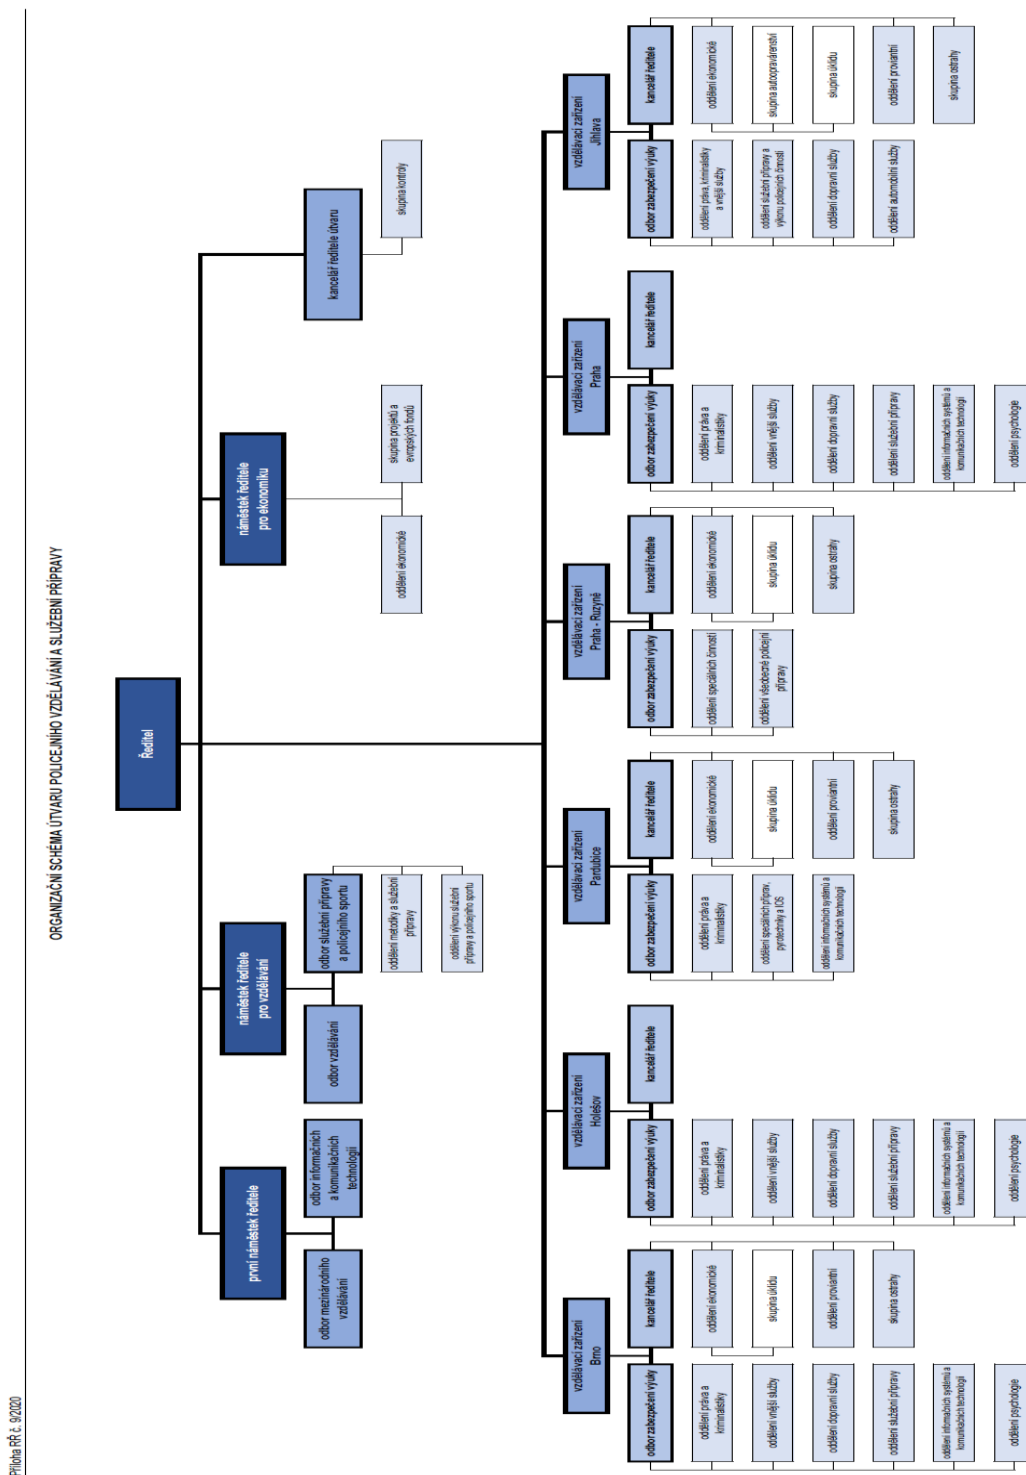 Příloha RŘ č. 9/2020
ORGANIZAČNÍ SCHÉMA ÚTVARU POLICEJNÍHO VZDĚLÁVÁNÍ A SLUŽEBNÍ PŘÍPRAVY
Ředitel
první náměstek ředitele
náměstek ředitele
pro vzdělávání
náměstek ředitele
pro ekonomiku
kancelář ředitele útvaru
odbor mezinárodního
vzdělávání
odbor informačních
a komunikačních
technologií
odbor vzdělávání
odbor služební přípravy
a policejního sportu
oddělení metodiky a služební
přípravy
oddělení výkonu služební
přípravy a policejního sportu
oddělení ekonomické
skupina projektů a
evropských fondů
skupina kontroly
vzdělávací zařízení
Brno
odbor zabezpečení výuky
oddělení práva a
kriminalistiky
oddělení vnější služby
oddělení dopravní služby
oddělení služební přípravy
oddělení informačních systémů a
komunikačních technologií
oddělení psychologie
kancelář ředitele
oddělení ekonomické
skupina úklidu
oddělení proviantní
skupina ostrahy
vzdělávací zařízení
Holešov
odbor zabezpečení výuky
oddělení práva a
kriminalistiky
oddělení vnější služby
oddělení dopravní služby
oddělení služební přípravy
oddělení informačních systémů a
komunikačních technologií
oddělení psychologie
kancelář ředitele
vzdělávací zařízení
Pardubice
odbor zabezpečení výuky
oddělení práva a
kriminalistiky
oddělení speciálních příprav,
pyrotechniky a IOS
oddělení informačních systémů a
komunikačních technologií
kancelář ředitele
oddělení ekonomické
skupina úklidu
oddělení proviantní
skupina ostrahy
vzdělávací zařízení
Praha - Ruzyně
odbor zabezpečení výuky
oddělení speciálních činností
oddělení všeobecné policejní
přípravy
kancelář ředitele
oddělení ekonomické
skupina úklidu
skupina ostrahy
vzdělávací zařízení
Praha
odbor zabezpečení výuky
oddělení práva a
kriminalistiky
oddělení vnější služby
oddělení dopravní služby
oddělení služební přípravy
oddělení informačních systémů a
komunikačních technologií
oddělení psychologie
kancelář ředitele
vzdělávací zařízení
Jihlava
odbor zabezpečení výuky
oddělení práva, kriminalistiky
a vnější služby
oddělení služební přípravy a
výkonu policejních činností
oddělení dopravní služby
oddělení automobilní služby
kancelář ředitele
oddělení ekonomické
skupina autoopravárenství
skupina úklidu
oddělení proviantní
skupina ostrahy